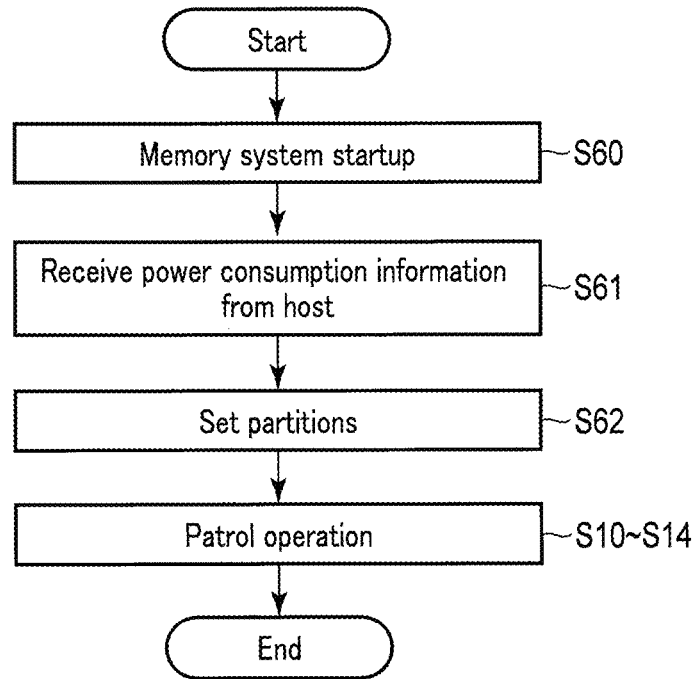 Start
Memory system startup
S60
Receive power consumption information
from host
S61
Set partitions
S62
Patrol operation
S10~S14
End